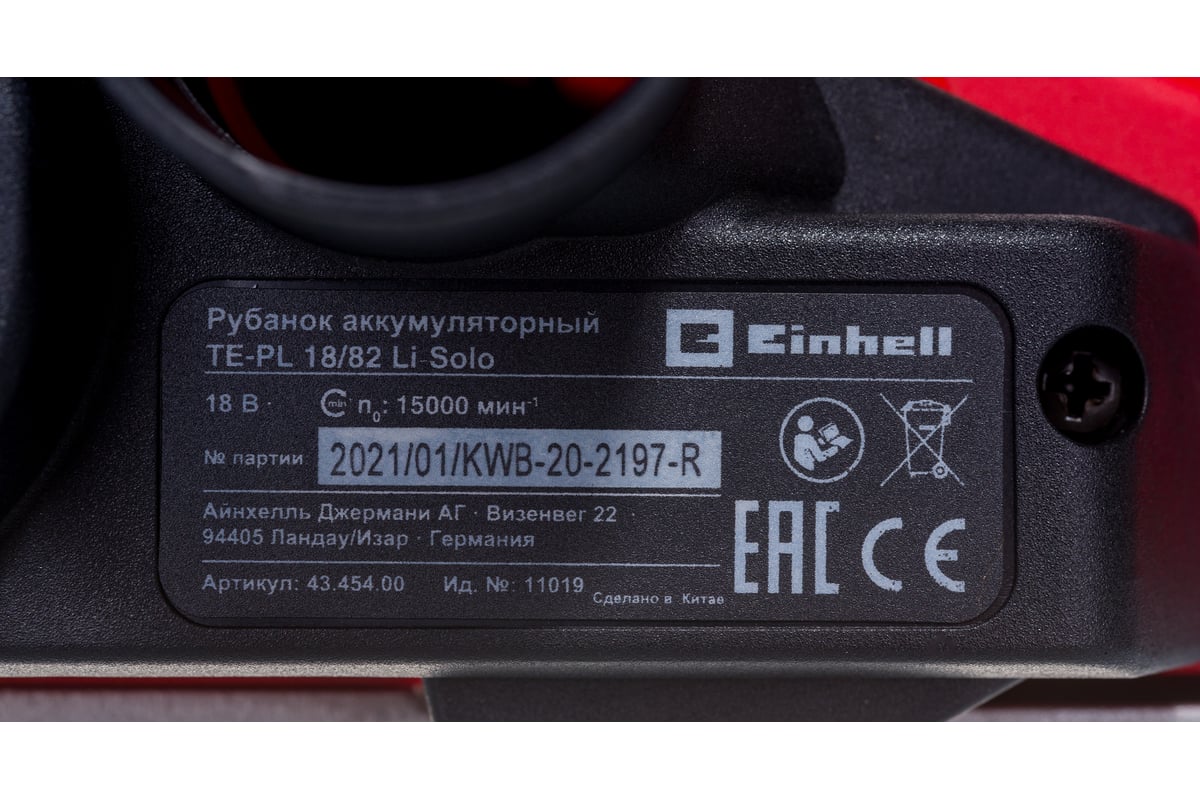 Рубанок аккумуляторный
TE-PL 18/82 Li-Solo
Einhell
18 В · min n₀: 15000 мин⁻¹
№ партии 2021/01/KWB-20-2197-R
Айнхелль Джермани АГ · Визенвег 22 ·
94405 Ландау/Изар · Германия
Артикул: 43.454.00 Ид. №: 11019
Сделано в Китае
EAC CE